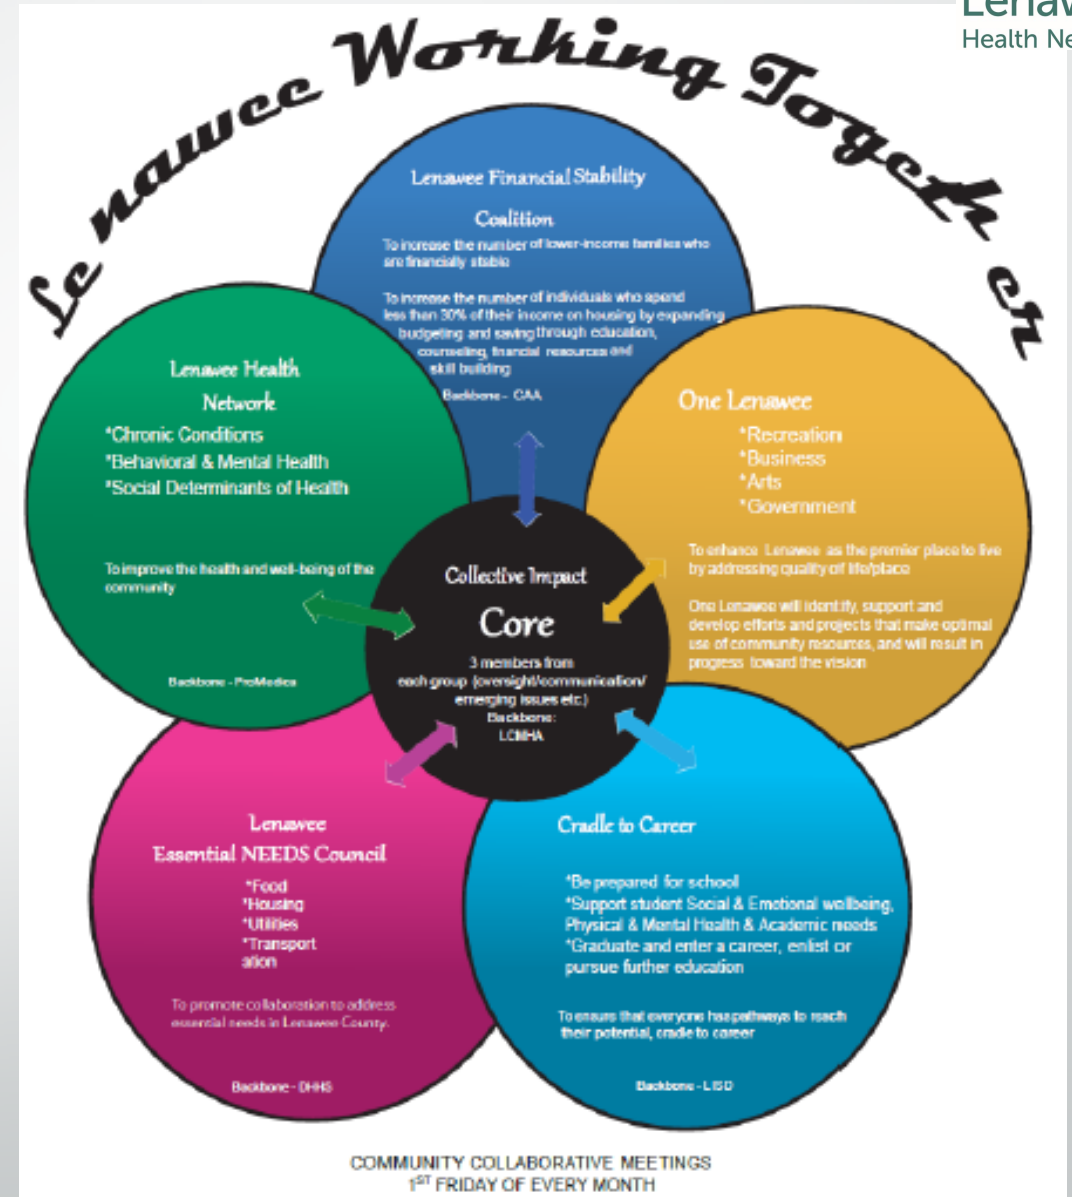 Lenaw
Health Ne
Lenawee Working Together
Lenawee Financial Stability
Coalition
To increase the number of lower-income families who
are financially stable
To increase the number of individuals who spend
less than 30% of their income on housing by expanding
budgeting and saving through education,
counseling, financial resources and
skill building
Backbone - CAA
Lenawee Health
Network
*Chronic Conditions
*Behavioral & Mental Health
*Social Determinants of Health
To improve the health and well-being of the
community
Backbone - ProMedica
One Lenawee
*Recreation
*Business
*Arts
*Government
To enhance Lenawee as the premier place to live
by addressing quality of life/place
One Lenawee will identify, support and
develop efforts and projects that make optimal
use of community resources, and will result in
progress toward the vision
Collective Impact
Core
3 members from
each group (oversight/communication/
emerging issues etc.)
Backbone:
LCMHA
Lenawee
Essential NEEDS Council
*Food
*Housing
*Utilities
*Transport
ation
To promote collaboration to address
essential needs in Lenawee County.
Backbone - DHHS
Cradle to Career
*Be prepared for school
*Support student Social & Emotional wellbeing,
Physical & Mental Health & Academic needs
*Graduate and enter a career, enlist or
pursue further education
To ensure that everyone has pathways to reach
their potential, cradle to career
Backbone - LISD
COMMUNITY COLLABORATIVE MEETINGS
1ST FRIDAY OF EVERY MONTH